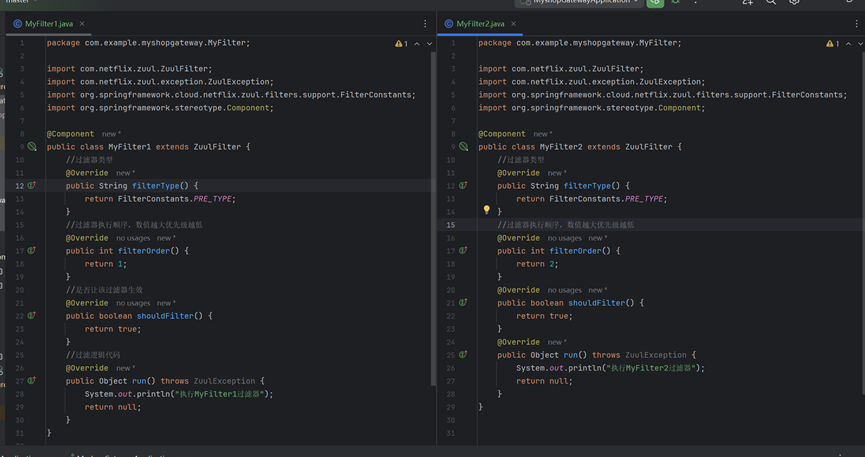 master
MyshopGatewayApplication
MyFilter1.java
1 package com.example.myshopgateway.MyFilter;
1
2
3 import com.netflix.zuul.ZuulFilter;
4 import com.netflix.zuul.exception.ZuulException;
5 import org.springframework.cloud.netflix.zuul.filters.support.FilterConstants;
6 import org.springframework.stereotype.Component;
7
8 @Component new *
9 public class MyFilter1 extends ZuulFilter {
10 //过滤器类型
11 @Override new *
12 public String filterType() {
13 return FilterConstants.PRE_TYPE;
14 }
15 //过滤器执行顺序，数值越大优先级越低
16 @Override no usages new *
17 public int filterOrder() {
18 return 1;
19 }
20 //是否让该过滤器生效
21 @Override no usages new *
22 public boolean shouldFilter() {
23 return true;
24 }
25 //过滤逻辑代码
26 @Override new *
27 public Object run() throws ZuulException {
28 System.out.println("执行MyFilter1过滤器");
29 return null;
30 }
31 }
MyFilter2.java
1 package com.example.myshopgateway.MyFilter;
1
2
3 import com.netflix.zuul.ZuulFilter;
4 import com.netflix.zuul.exception.ZuulException;
5 import org.springframework.cloud.netflix.zuul.filters.support.FilterConstants;
6 import org.springframework.stereotype.Component;
7
8 @Component new *
9 public class MyFilter2 extends ZuulFilter {
10 //过滤器类型
11 @Override new *
12 public String filterType() {
13 return FilterConstants.PRE_TYPE;
14 }
15 //过滤器执行顺序，数值越大优先级越低
16 @Override no usages new *
17 public int filterOrder() {
18 return 2;
19 }
20 @Override no usages new *
21 public boolean shouldFilter() {
22 return true;
23 }
24 @Override new *
25 public Object run() throws ZuulException {
26 System.out.println("执行MyFilter2过滤器");
27 return null;
28 }
29 }
30
31